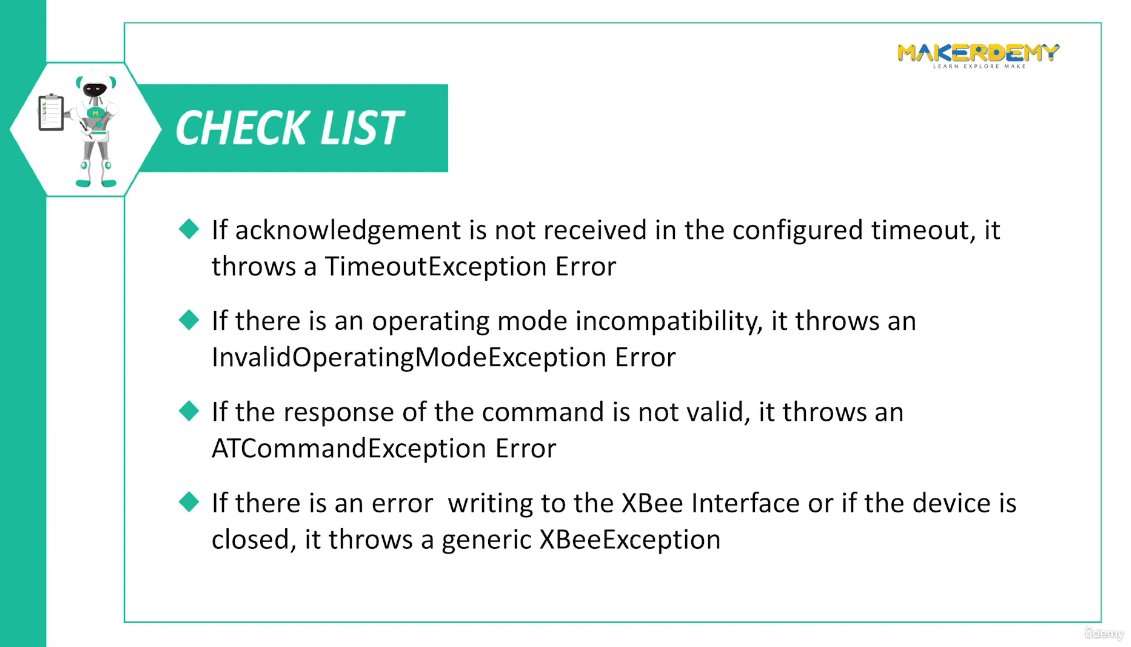 MAKERDEMY
LEARN EXPLORE MAKE
M
CHECK LIST
If acknowledgement is not received in the configured timeout, it
throws a TimeoutException Error
If there is an operating mode incompatibility, it throws an
InvalidOperatingModeException Error
If the response of the command is not valid, it throws an
ATCommandException Error
If there is an error  writing to the XBee Interface or if the device is
closed, it throws a generic XBeeException
ûdemy